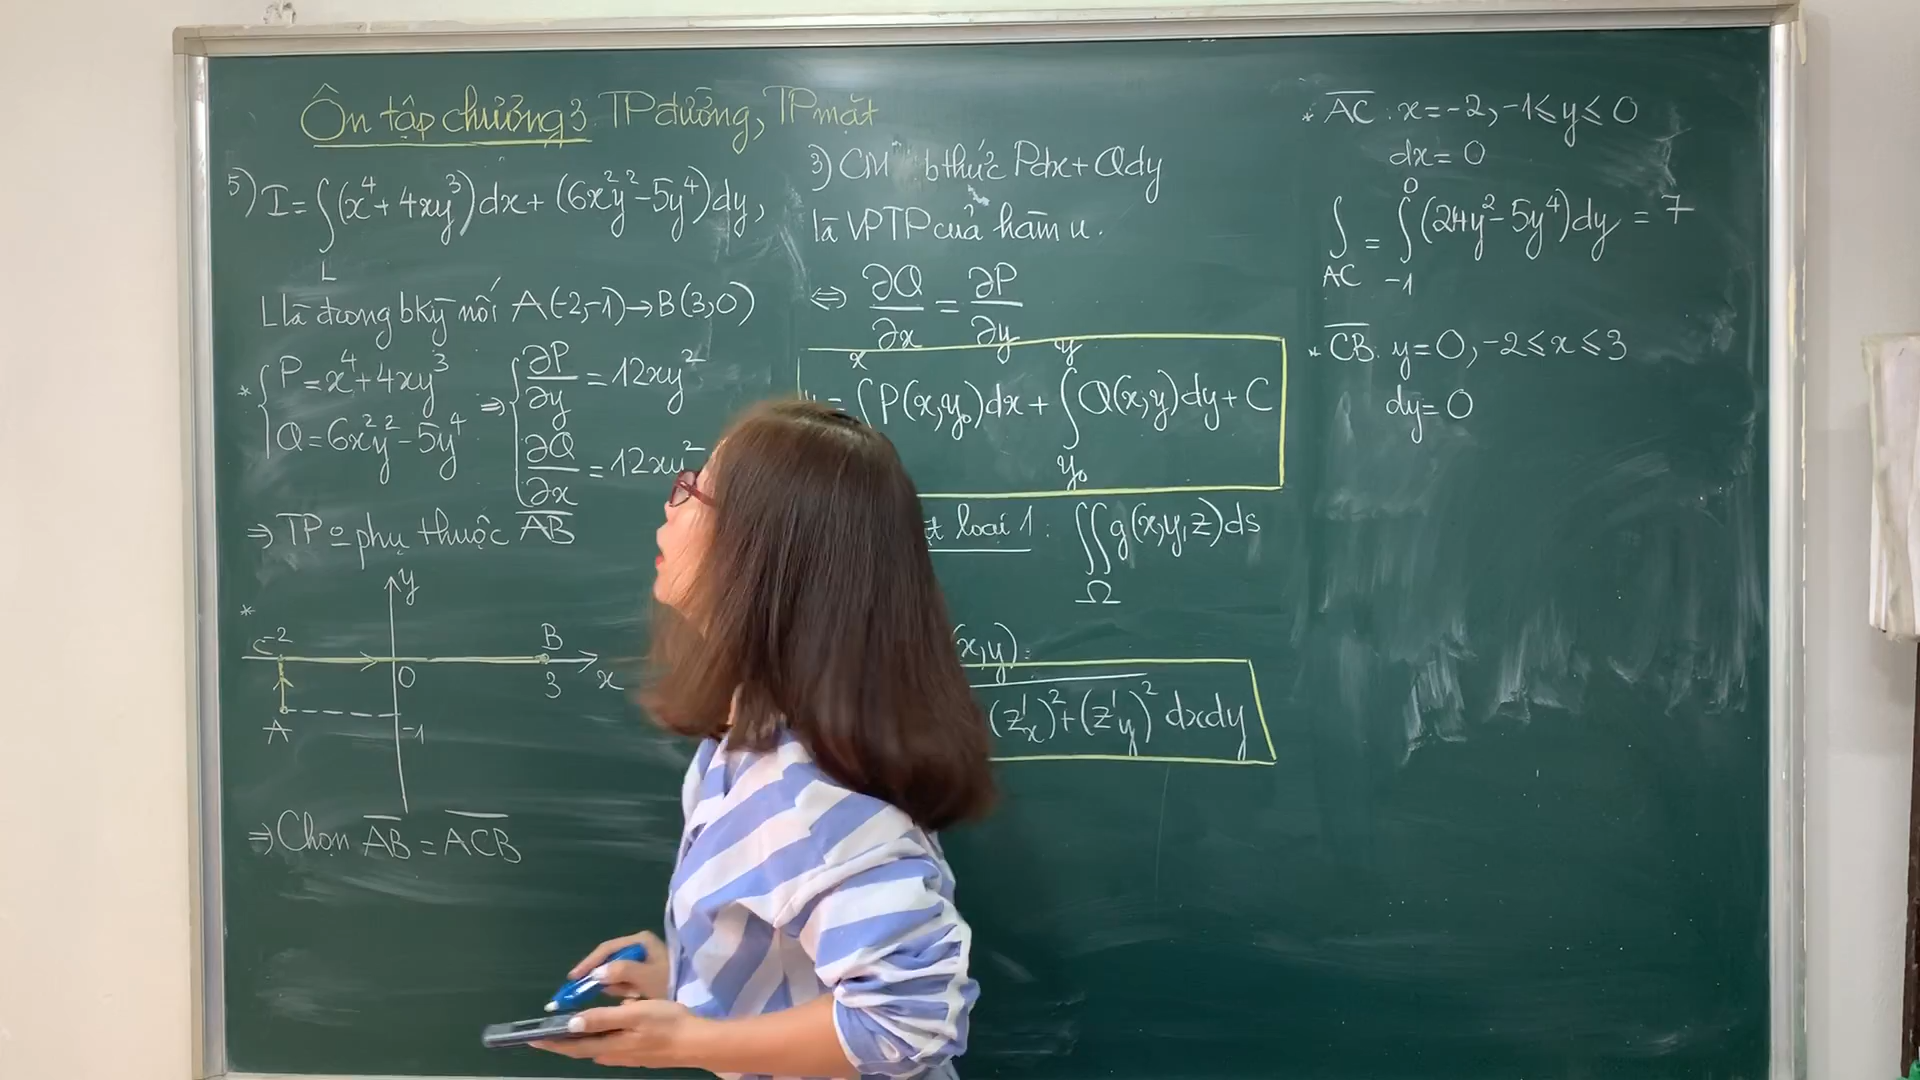 Ôn tập chương 3. TP đường, TP mặt
5) I = ∫_L (x⁴ + 4xy³)dx + (6x²y² - 5y⁴)dy,
L là đường bkỳ nối A(-2,-1) → B(3,0)
* { P = x⁴ + 4xy³
Q = 6x²y² - 5y⁴
⇒ { ∂P/∂y = 12xy²
∂Q/∂x = 12xy²
⇒ TP o phụ thuộc AB
*
y
C -2 B
0 3 x
A -1
⇒ Chọn AB = ACB
3) CM: bthức Pdx + Qdy
là VPTP của hàm u.
⇔ ∂Q/∂x = ∂P/∂y
= ∫^x P(x,y₀)dx + ∫_{y₀}^y Q(x,y)dy + C
loại 1: ∬_Ω g(x,y,z)ds
(x,y):
(z'ₓ)² + (z'ᵧ)² dxdy
* AC: x = -2, -1 ≤ y ≤ 0
dx = 0
∫_AC = ∫_{-1}^0 (24y² - 5y⁴)dy = 7
* CB: y = 0, -2 ≤ x ≤ 3
dy = 0